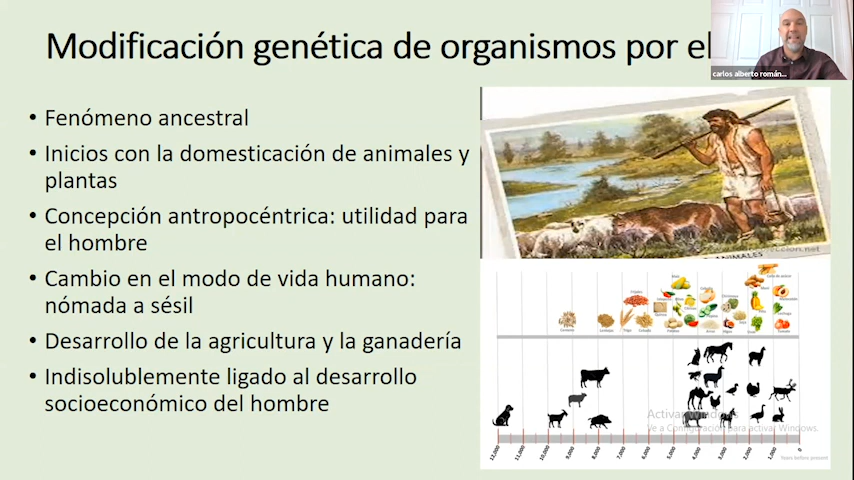 Modificación genética de organismos por el
carlos alberto román...
• Fenómeno ancestral
• Inicios con la domesticación de animales y
plantas
• Concepción antropocéntrica: utilidad para
el hombre
• Cambio en el modo de vida humano:
nómada a sésil
• Desarrollo de la agricultura y la ganadería
• Indisolublemente ligado al desarrollo
socioeconómico del hombre
ANIMALES
Activar Windows
Ve a Configuración para activar Windows.
12,000 11,000 10,000 9,000 8,000 7,000 6,000 5,000 4,000 3,000 2,000 1,000 0
Years before present